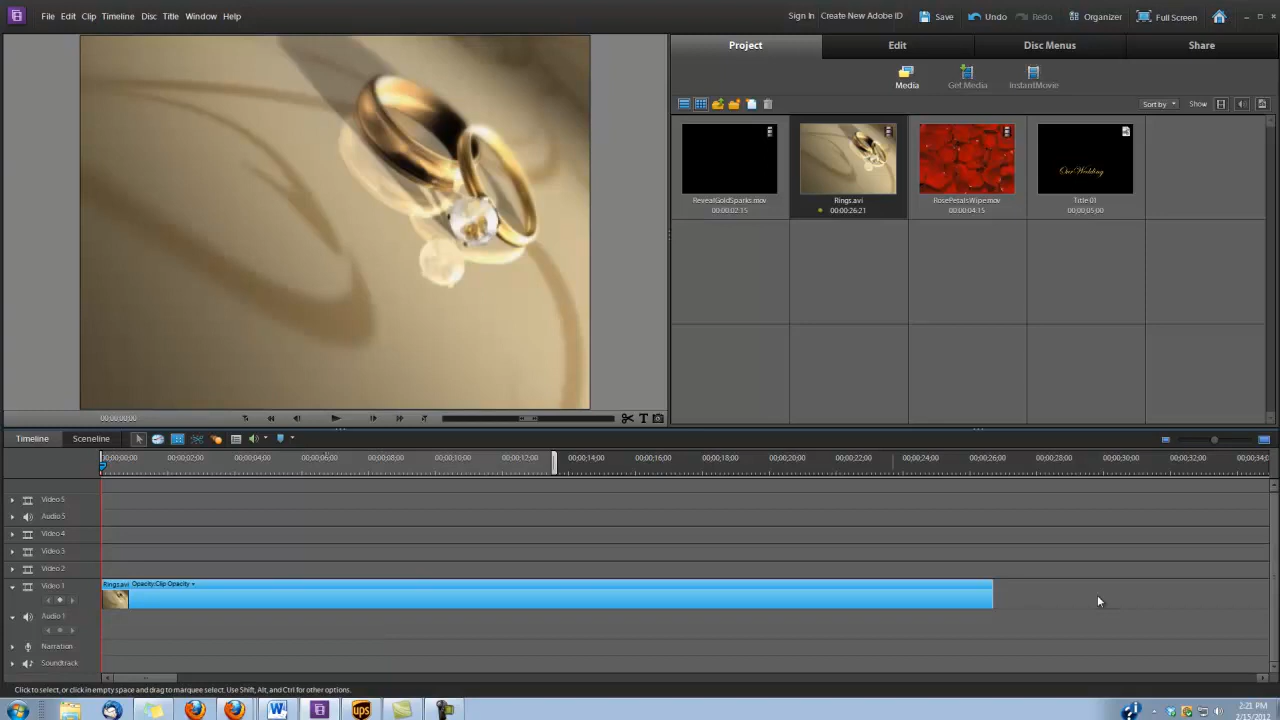 File Edit Clip Timeline Disc Title Window Help
Sign In Create New Adobe ID Save Undo Redo Organizer Full Screen
Project Edit Disc Menus Share
Media Get Media InstantMovie
Sort by Show
Our Wedding
RevealGoldSparks.mov Rings.avi RosePetalsWipe.mov Title 01
00;00;02;15 00;00;26;21 00;00;04;15 00;00;05;00
00;00;00;00 T
Timeline Sceneline
00;00;00;00 00;00;02;00 00;00;04;00 00;00;06;00 00;00;08;00 00;00;10;00 00;00;12;00 00;00;14;00 00;00;16;00 00;00;18;00 00;00;20;00 00;00;22;00 00;00;24;00 00;00;26;00 00;00;28;00 00;00;30;00 00;00;32;00 00;00;34;0
Video 5
Audio 5
Video 4
Video 3
Video 2
Video 1 Rings.avi Opacity:Clip Opacity
Audio 1
Narration
Soundtrack
Click to select, or click in empty space and drag to marquee select. Use Shift, Alt, and Ctrl for other options.
W ups
2:21 PM
2/15/2012